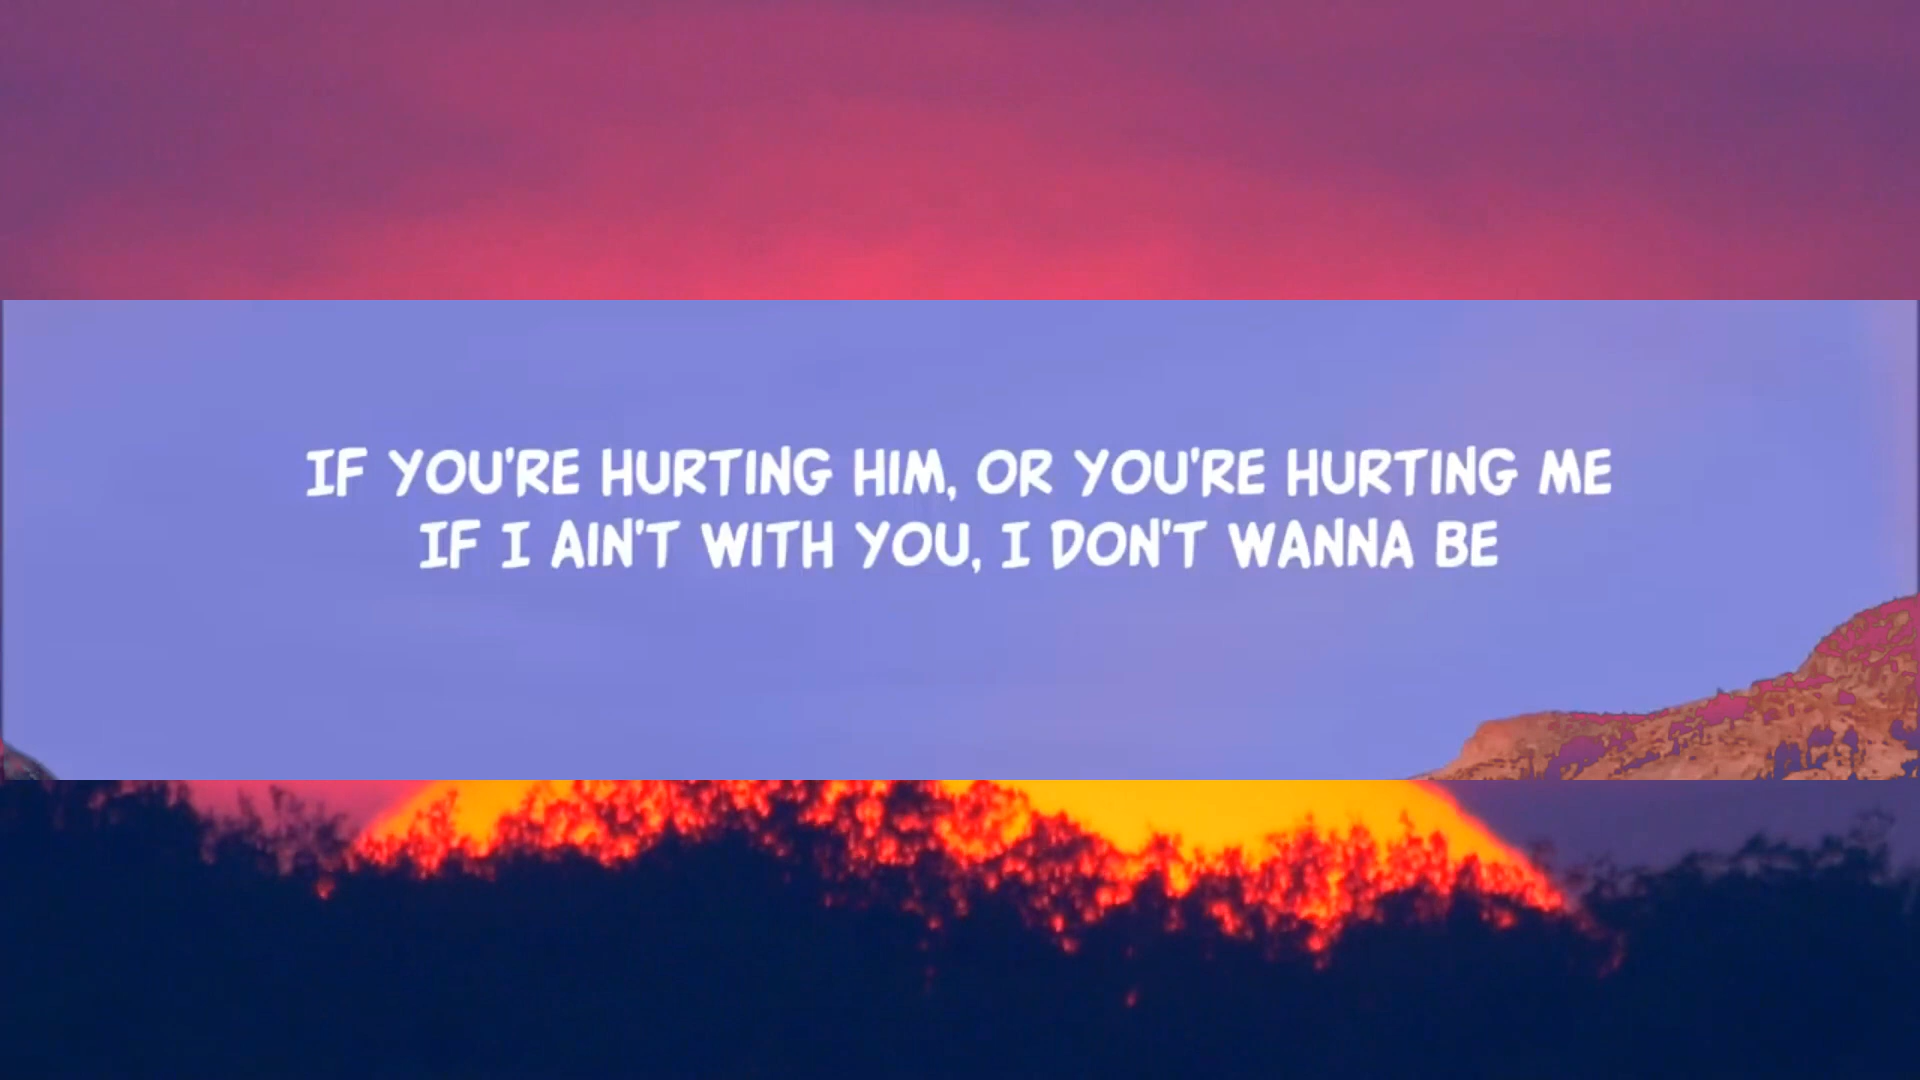 IF YOU'RE HURTING HIM, OR YOU'RE HURTING ME
IF I AIN'T WITH YOU, I DON'T WANNA BE